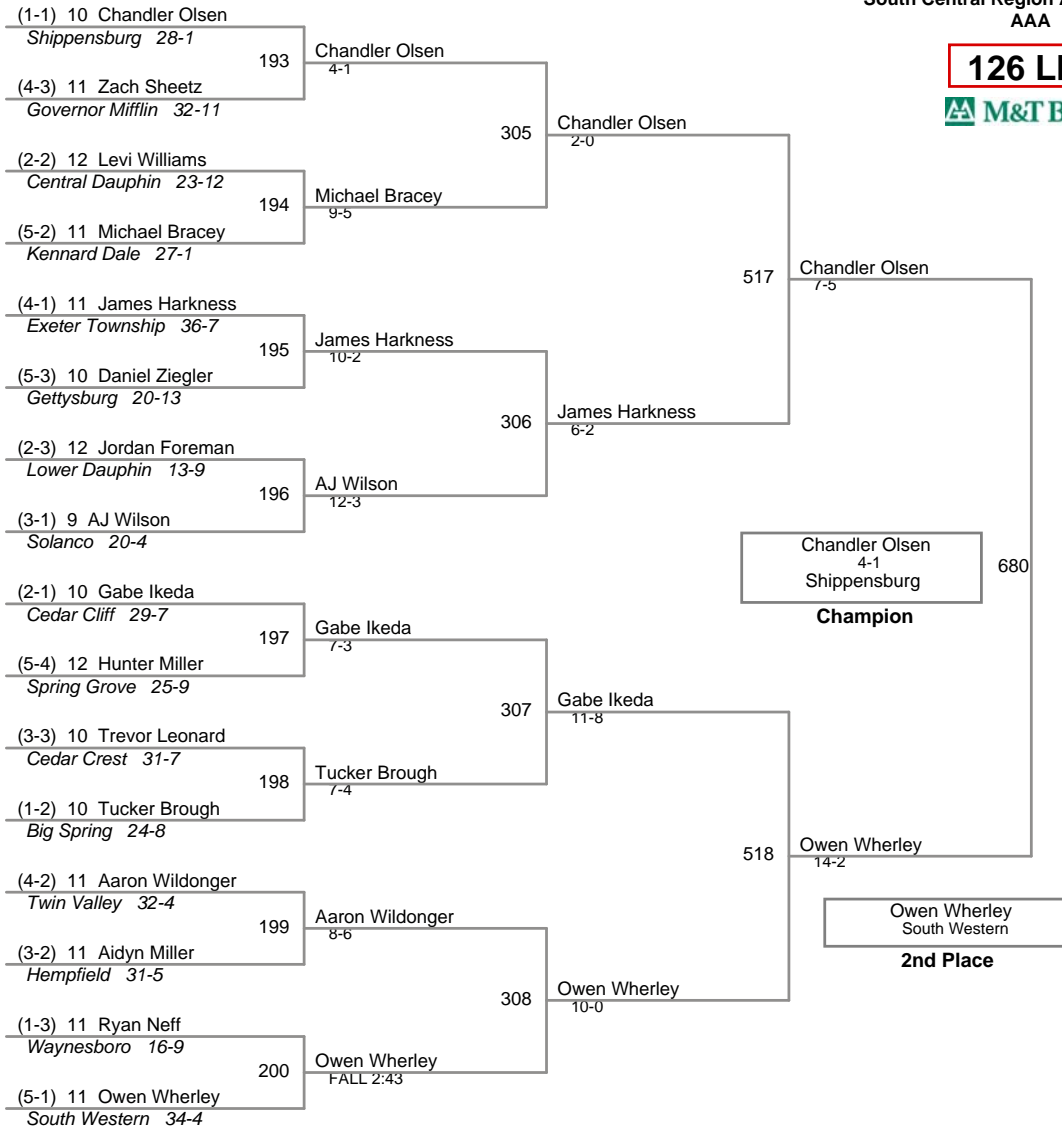 South Central Region
AAA
126
M&T
(1-1) 10 Chandler Olsen
Shippensburg 28-1
193
Chandler Olsen
4-1
(4-3) 11 Zach Sheetz
Governor Mifflin 32-11
305
Chandler Olsen
2-0
(2-2) 12 Levi Williams
Central Dauphin 23-12
194
Michael Bracey
9-5
(5-2) 11 Michael Bracey
Kennard Dale 27-1
517
Chandler Olsen
7-5
(4-1) 11 James Harkness
Exeter Township 36-7
195
James Harkness
10-2
(5-3) 10 Daniel Ziegler
Gettysburg 20-13
306
James Harkness
6-2
(2-3) 12 Jordan Foreman
Lower Dauphin 13-9
196
AJ Wilson
12-3
(3-1) 9 AJ Wilson
Solanco 20-4
Chandler Olsen
4-1
Shippensburg
680
Champion
(2-1) 10 Gabe Ikeda
Cedar Cliff 29-7
197
Gabe Ikeda
7-3
(5-4) 12 Hunter Miller
Spring Grove 25-9
307
Gabe Ikeda
11-8
(3-3) 10 Trevor Leonard
Cedar Crest 31-7
198
Tucker Brough
7-4
(1-2) 10 Tucker Brough
Big Spring 24-8
518
Owen Wherley
14-2
(4-2) 11 Aaron Wildonger
Twin Valley 32-4
199
Aaron Wildonger
8-6
(3-2) 11 Aidyn Miller
Hempfield 31-5
Owen Wherley
South Western
2nd Place
308
Owen Wherley
10-0
(1-3) 11 Ryan Neff
Waynesboro 16-9
200
Owen Wherley
FALL 2:43
(5-1) 11 Owen Wherley
South Western 34-4